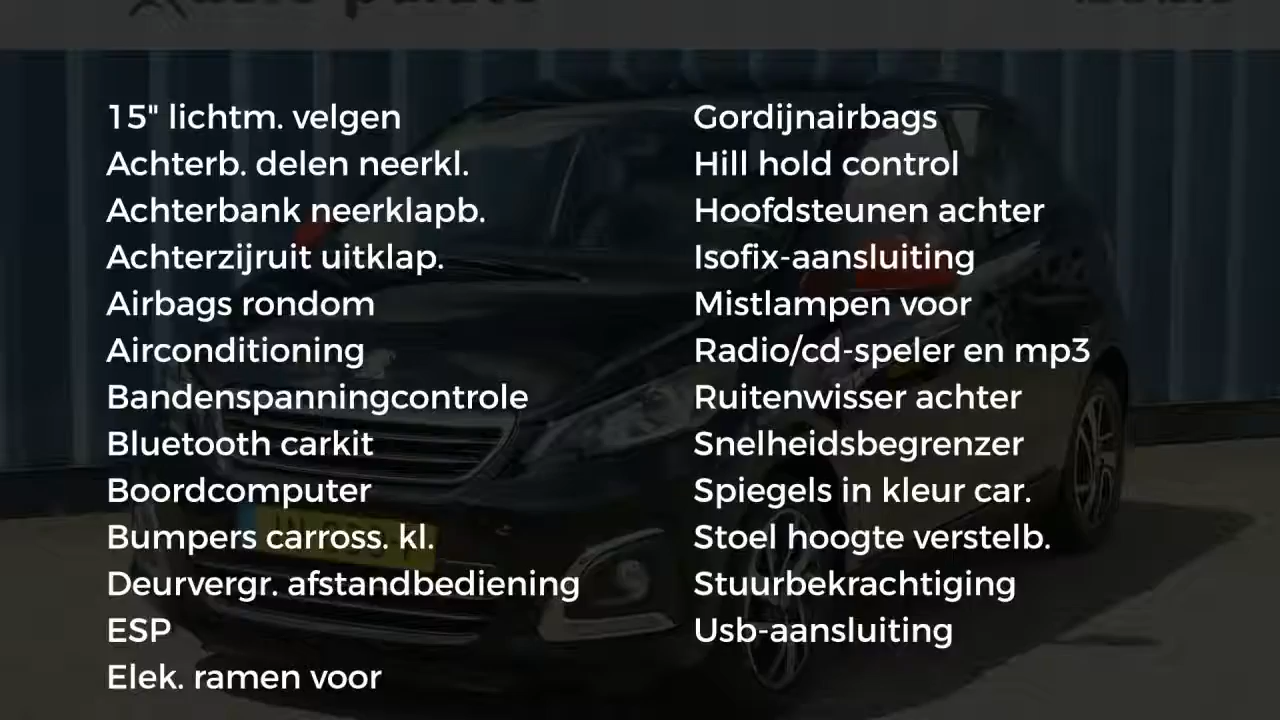 15" lichtm. velgen
Achterb. delen neerkl.
Achterbank neerklapb.
Achterzijruit uitklap.
Airbags rondom
Airconditioning
Bandenspanningcontrole
Bluetooth carkit
Boordcomputer
Bumpers carross. kl.
Deurvergr. afstandbediening
ESP
Elek. ramen voor
Gordijnairbags
Hill hold control
Hoofdsteunen achter
Isofix-aansluiting
Mistlampen voor
Radio/cd-speler en mp3
Ruitenwisser achter
Snelheidsbegrenzer
Spiegels in kleur car.
Stoel hoogte verstelb.
Stuurbekrachtiging
Usb-aansluiting